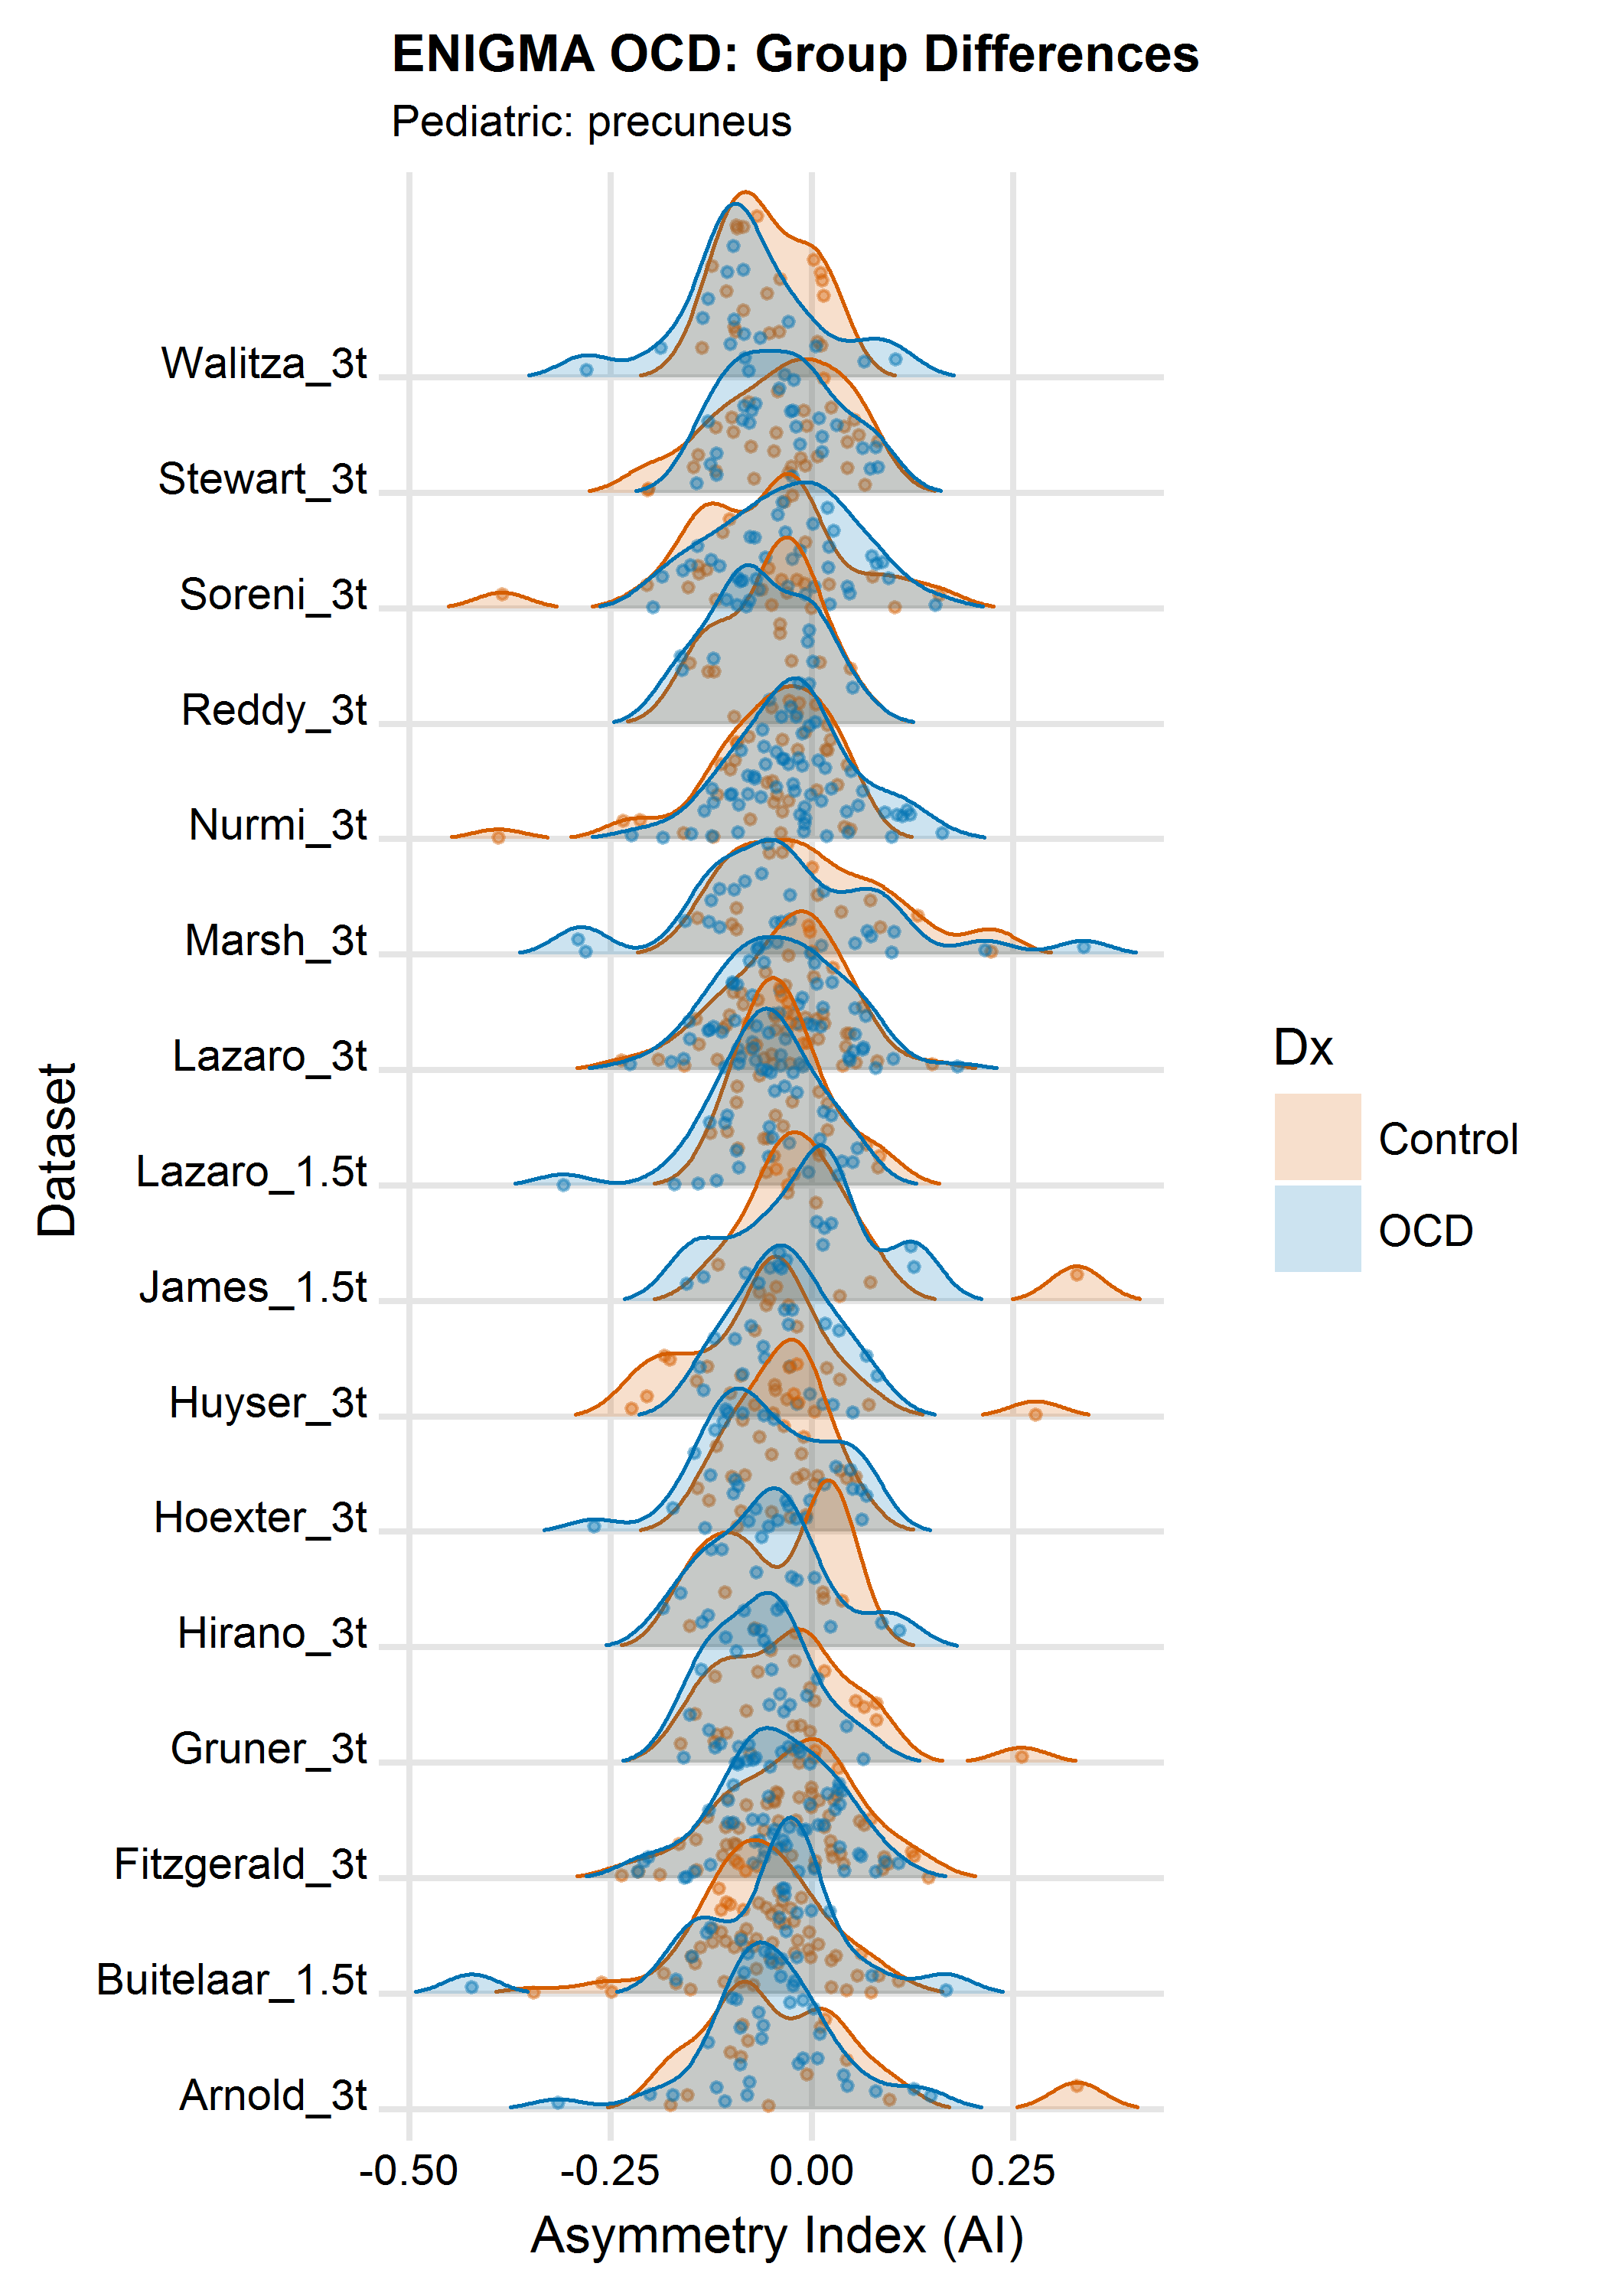 ENIGMA OCD: Group Differences
Pediatric: precuneus
Dataset
Walitza_3t
Stewart_3t
Soreni_3t
Reddy_3t
Nurmi_3t
Marsh_3t
Lazaro_3t
Lazaro_1.5t
James_1.5t
Huyser_3t
Hoexter_3t
Hirano_3t
Gruner_3t
Fitzgerald_3t
Buitelaar_1.5t
Arnold_3t
-0.50 -0.25 0.00 0.25
Asymmetry Index (AI)
Dx
Control
OCD